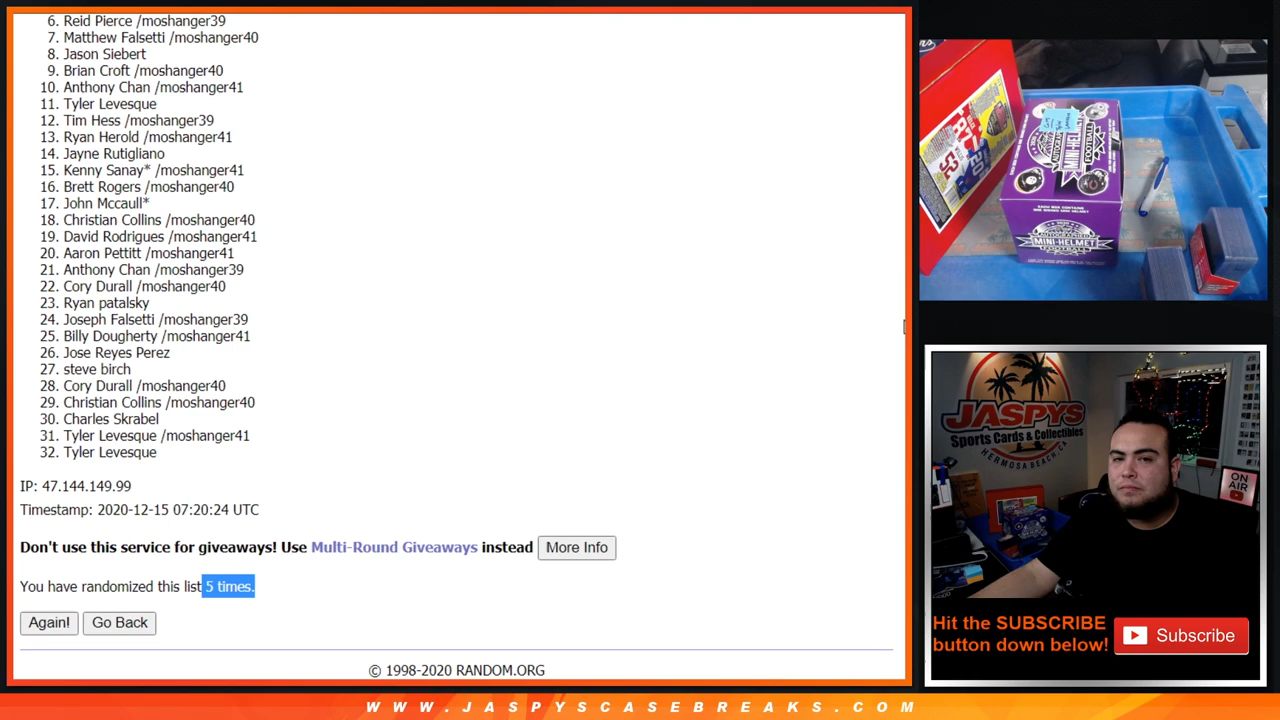 6. Reid Pierce /moshanger39
7. Matthew Falsetti /moshanger40
8. Jason Siebert
9. Brian Croft /moshanger40
10. Anthony Chan /moshanger41
11. Tyler Levesque
12. Tim Hess /moshanger39
13. Ryan Herold /moshanger41
14. Jayne Rutigliano
15. Kenny Sanay* /moshanger41
16. Brett Rogers /moshanger40
17. John Mccaull*
18. Christian Collins /moshanger40
19. David Rodrigues /moshanger41
20. Aaron Pettitt /moshanger41
21. Anthony Chan /moshanger39
22. Cory Durall /moshanger40
23. Ryan patalsky
24. Joseph Falsetti /moshanger39
25. Billy Dougherty /moshanger41
26. Jose Reyes Perez
27. steve birch
28. Cory Durall /moshanger40
29. Christian Collins /moshanger40
30. Charles Skrabel
31. Tyler Levesque /moshanger41
32. Tyler Levesque
IP: 47.144.149.99
Timestamp: 2020-12-15 07:20:24 UTC
Don't use this service for giveaways! Use Multi-Round Giveaways instead More Info
You have randomized this list 5 times.
Again! Go Back
© 1998-2020 RANDOM.ORG
AUTOGRAPHED
MINI-HELMET
FOOTBALL
MINI-HELMET
FOOTBALL
JASPYS
Sports Cards & Collectibles
HERMOSA BEACH, CA
ON AIR
Hit the SUBSCRIBE
button down below!
Subscribe
WWW.JASPYSCASEBREAKS.COM